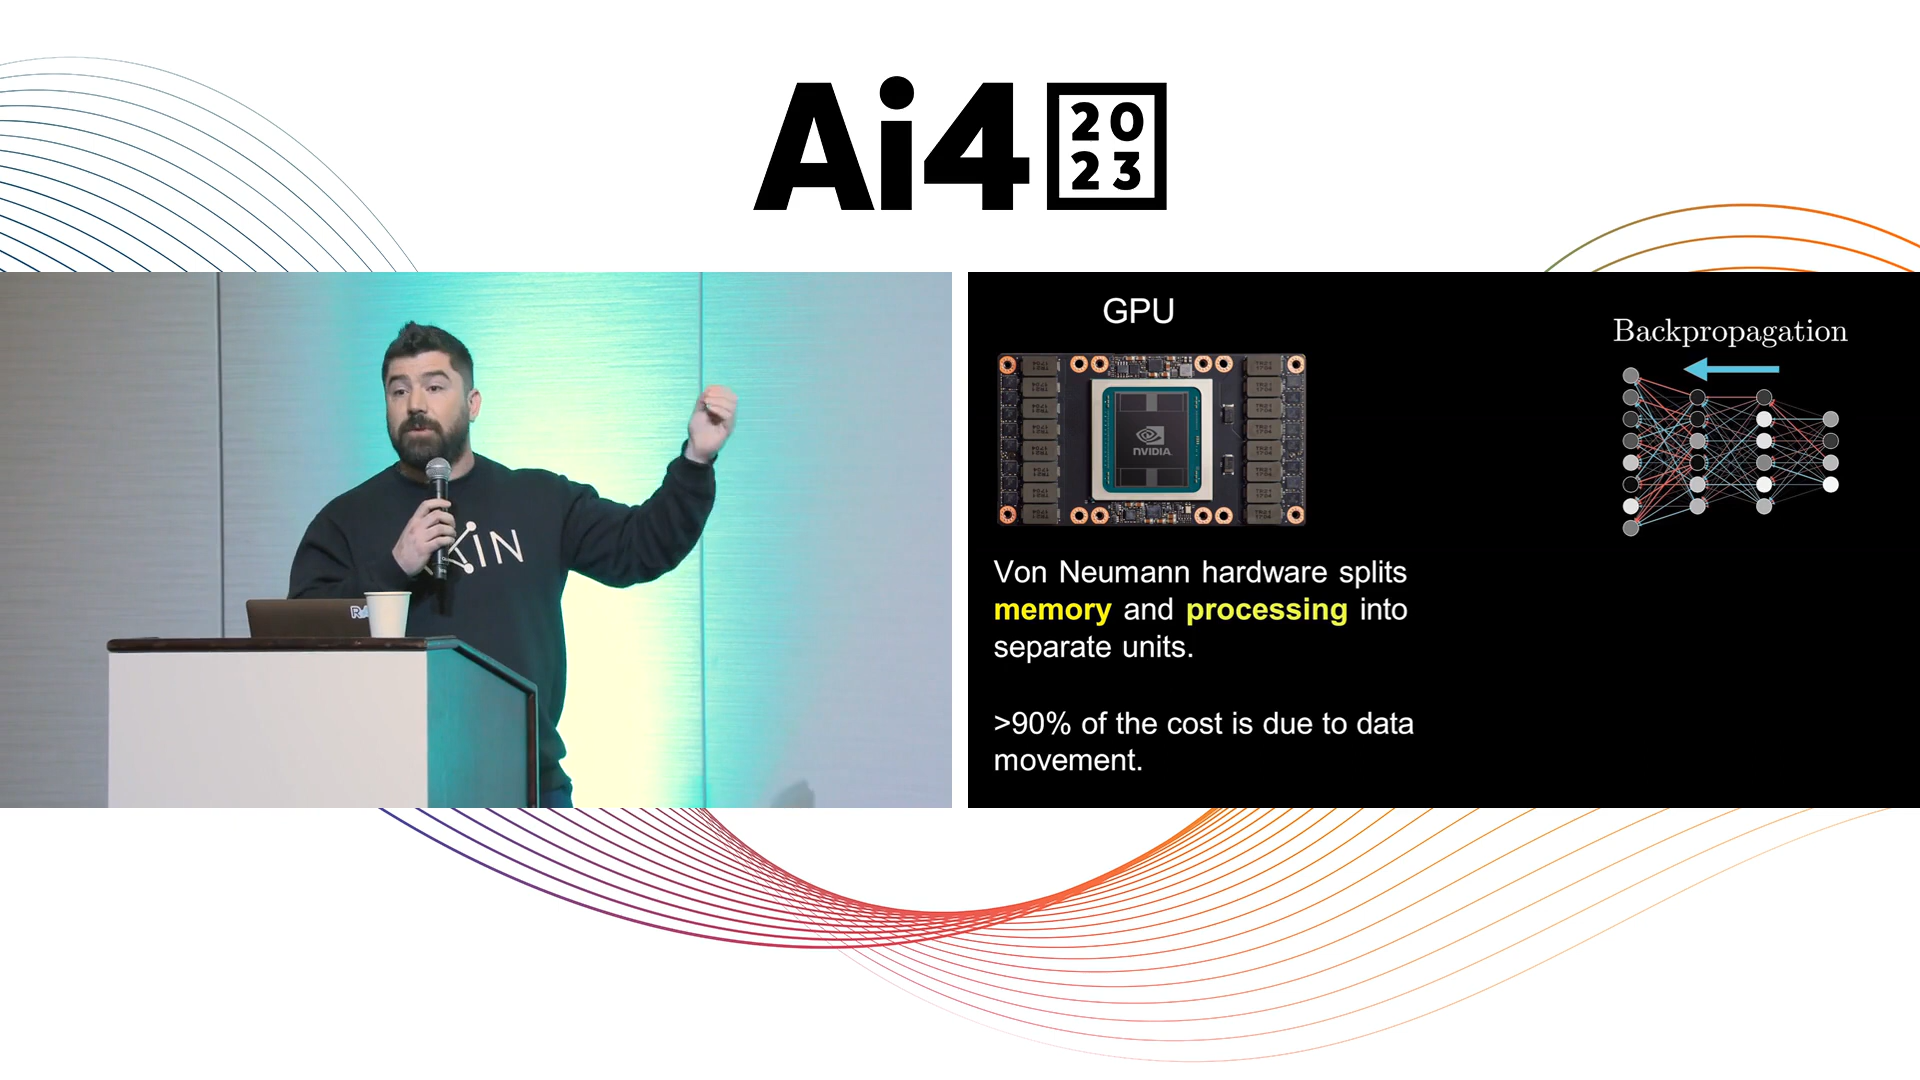 Ai4
20
23
GPU
Backpropagation
NVIDIA
Von Neumann hardware splits
memory and processing into
separate units.
>90% of the cost is due to data
movement.